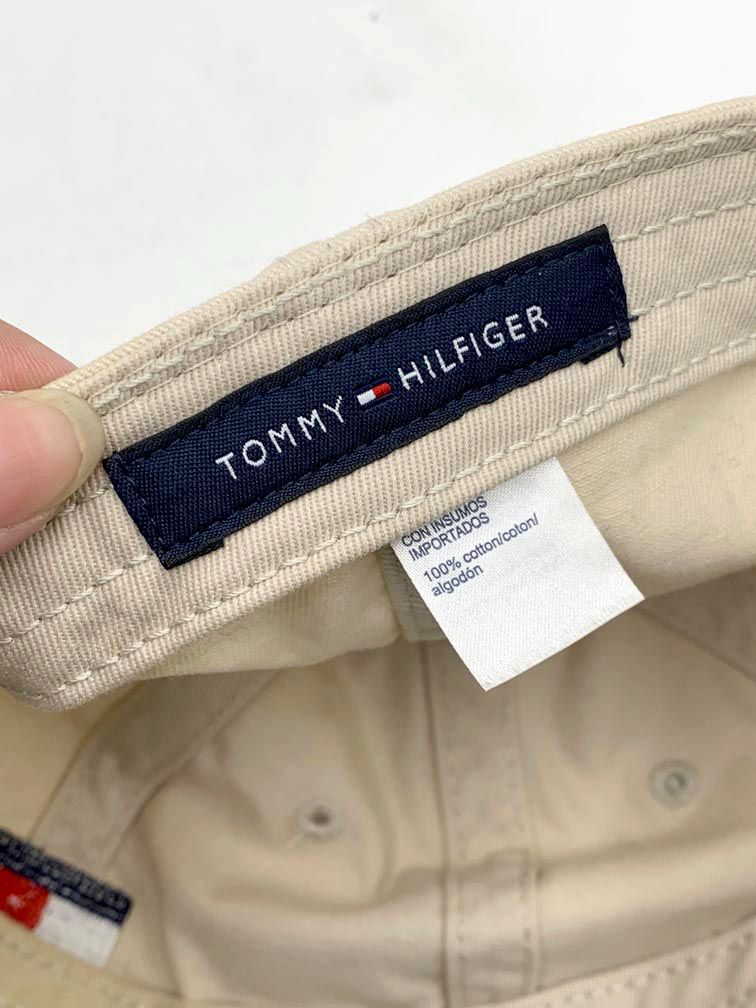 TOMMY HILFIGER
CON INSUMOS
IMPORTADOS
100% cotton/coton/
algodón